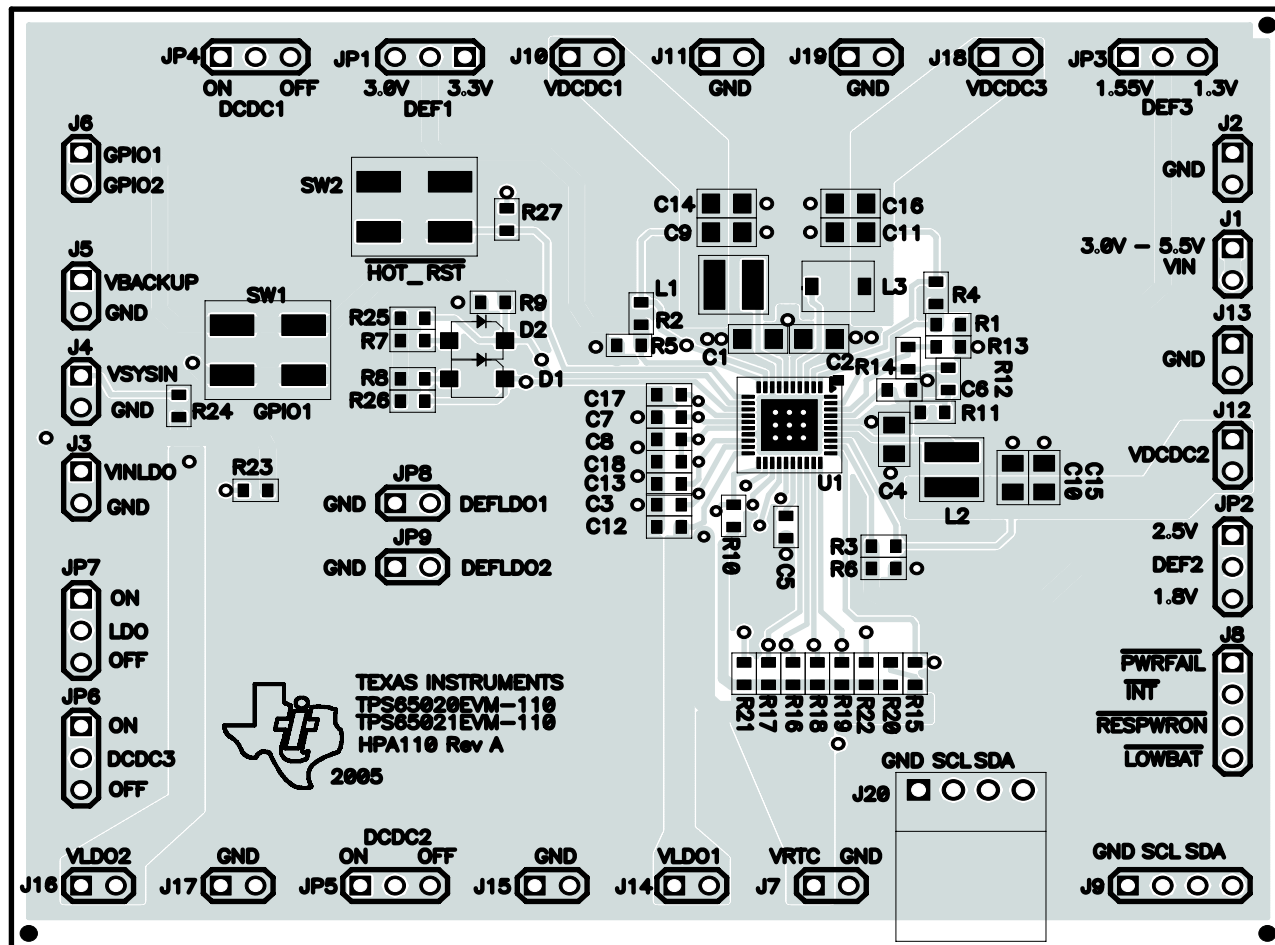 JP4
ON OFF
DCDC1
JP1
3.0V 3.3V
DEF1
J10
VDCDC1
J11
GND
J19
GND
J18
VDCDC3
JP3
1.55V 1.3V
DEF3
J6
GPIO1
GPIO2
SW2
HOT_RST
R27
C14
C9
C16
C11
J2
GND
J1
3.0V - 5.5V
VIN
J5
VBACKUP
GND
SW1
GPIO1
R25
R7
R9
D2
R8
R26
D1
L1
R2
R5
L3
C1
C2
R4
R1
R13
R14
R12
C6
R11
J13
GND
J4
VSYSIN
GND
R24
J3
VINLDO
GND
R23
C17
C7
C8
C18
C13
C3
C12
U1
C4
L2
C10
C15
J12
VDCDC2
JP8
GND DEFLDO1
JP9
GND DEFLDO2
R10
C5
R3
R6
JP2
2.5V
DEF2
1.8V
JP7
ON
LDO
OFF
JP6
ON
DCDC3
OFF
TEXAS INSTRUMENTS
TPS65020EVM-110
TPS65021EVM-110
HPA110 Rev A
2005
R21
R17
R16
R18
R19
R22
R20
R15
J8
PWRFAIL
INT
RESPWRON
LOWBAT
GND SCL SDA
J20
VLDO2
J16
GND
J17
DCDC2
ON OFF
JP5
GND
J15
VLDO1
J14
VRTC GND
J7
GND SCL SDA
J9